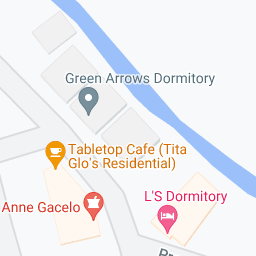 Green Arrows Dormitory
Tabletop Cafe (Tita
Glo's Residential)
L'S Dormitory
Anne Gacelo